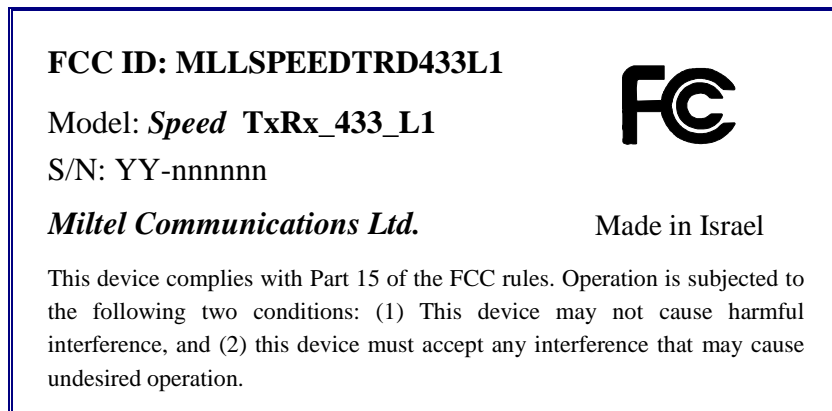 FCC ID: MLLSPEEDTRD433L1
FC
Model: Speed TxRx_433_L1
S/N: YY-nnnnnn
Miltel Communications Ltd. Made in Israel
This device complies with Part 15 of the FCC rules. Operation is subjected to
the following two conditions: (1) This device may not cause harmful
interference, and (2) this device must accept any interference that may cause
undesired operation.